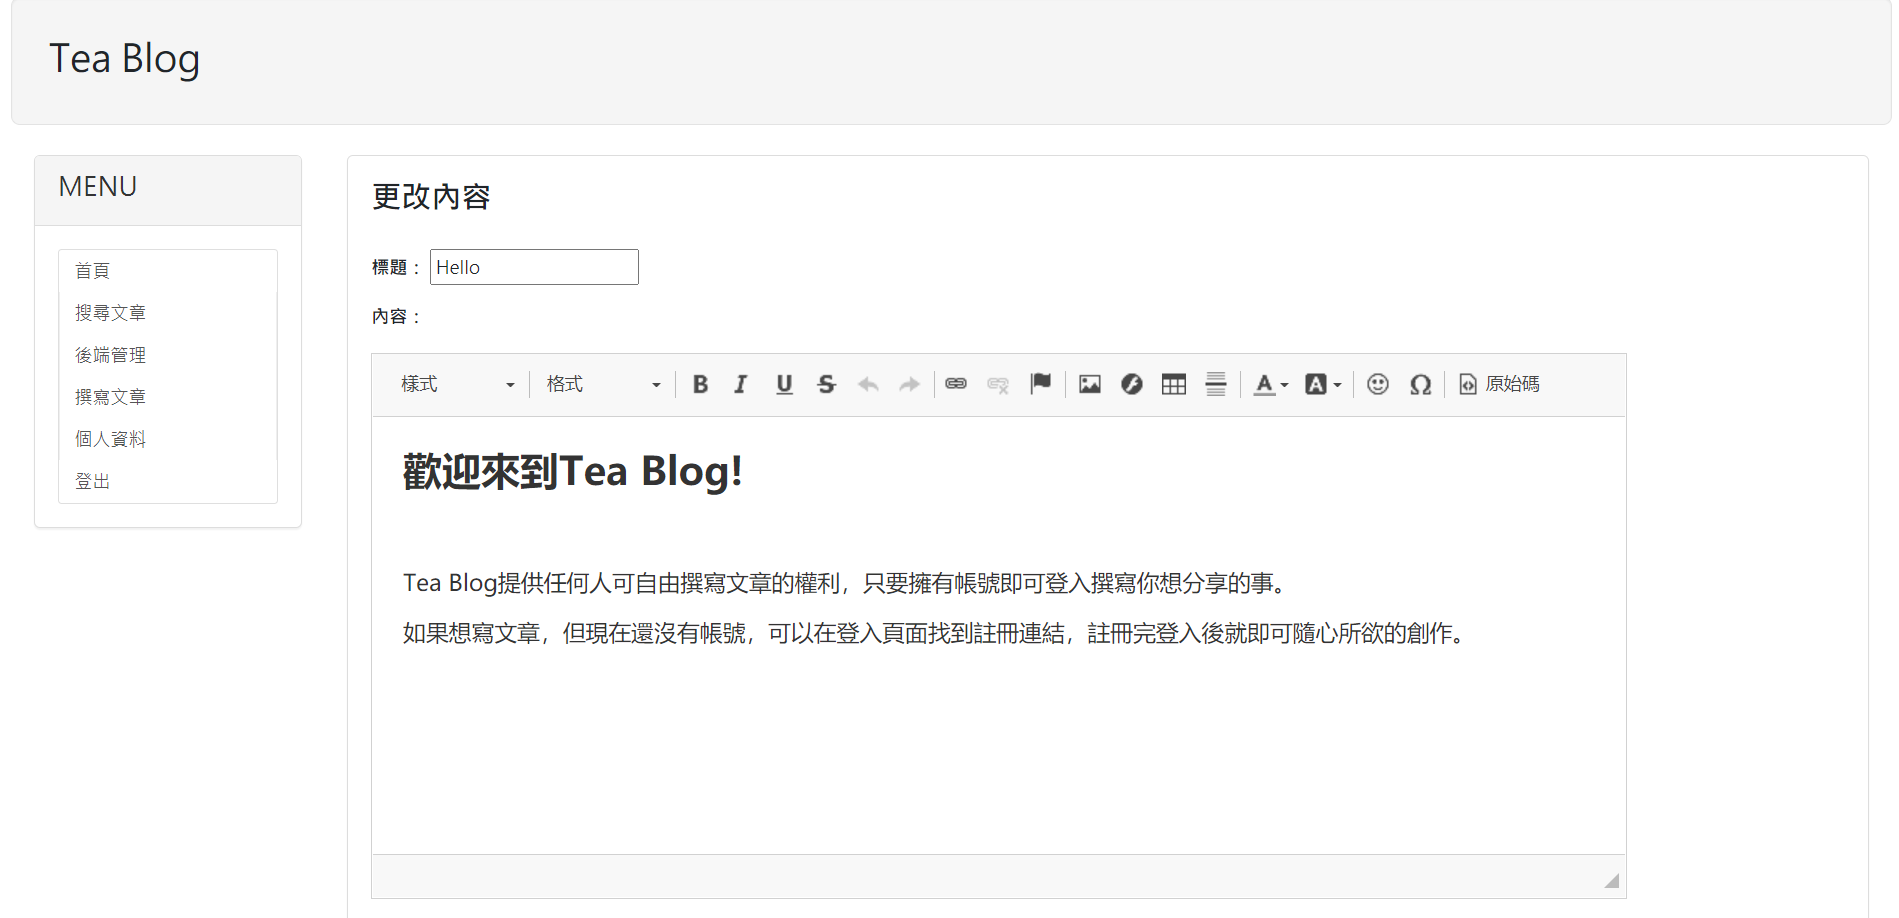 Tea Blog
MENU
首頁
搜尋文章
後端管理
撰寫文章
個人資料
登出
更改內容
標題： Hello
內容：
樣式 格式 B I U S A A Ω 原始碼
歡迎來到Tea Blog!
Tea Blog提供任何人可自由撰寫文章的權利，只要擁有帳號即可登入撰寫你想分享的事。
如果想寫文章，但現在還沒有帳號，可以在登入頁面找到註冊連結，註冊完登入後就即可隨心所欲的創作。